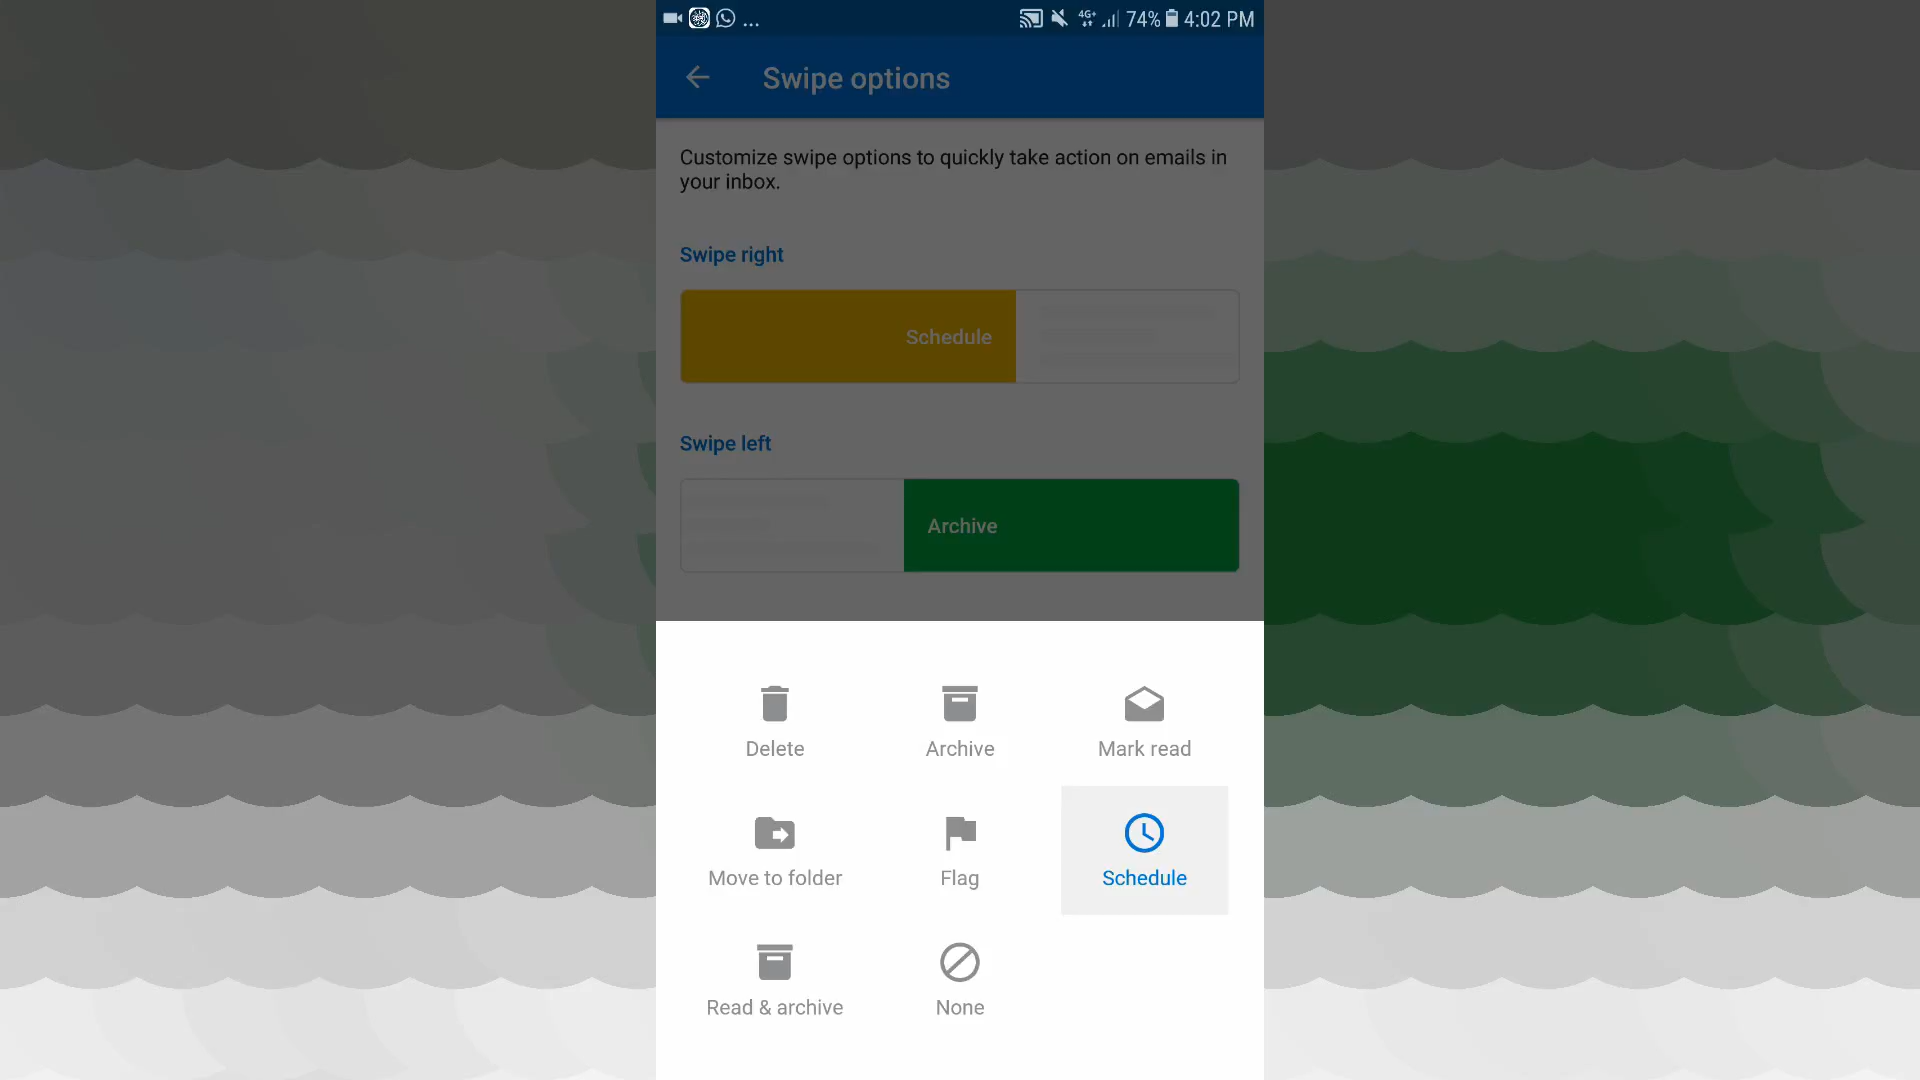 ... 4G+ 74% 4:02 PM
Swipe options
Customize swipe options to quickly take action on emails in
your inbox.
Swipe right
Schedule
Swipe left
Archive
Delete Archive Mark read
Move to folder Flag Schedule
Read & archive None